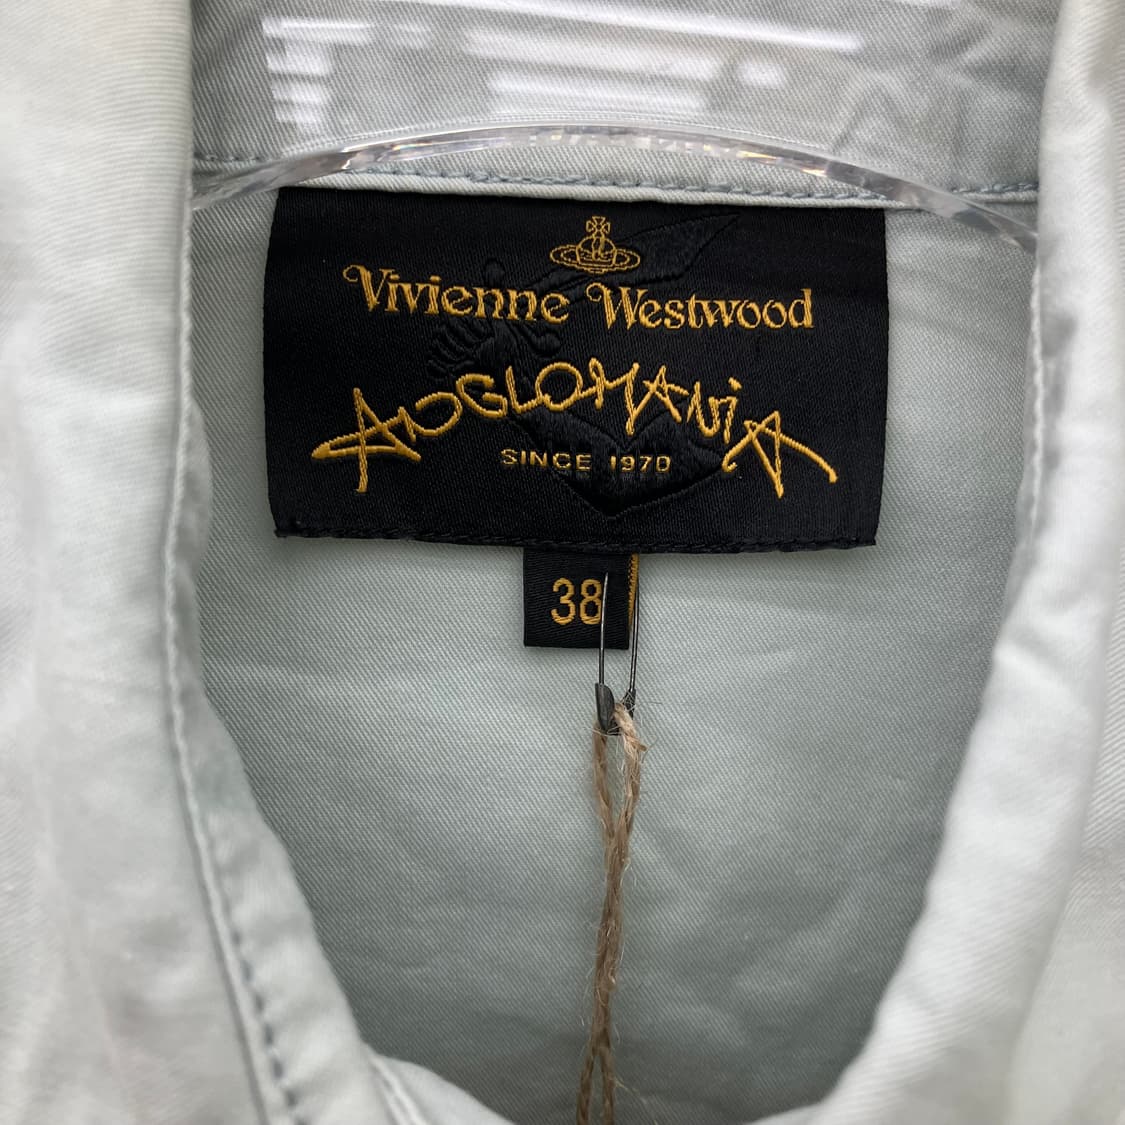 Vivienne Westwood
ANGLOMANIA
SINCE 1970
38